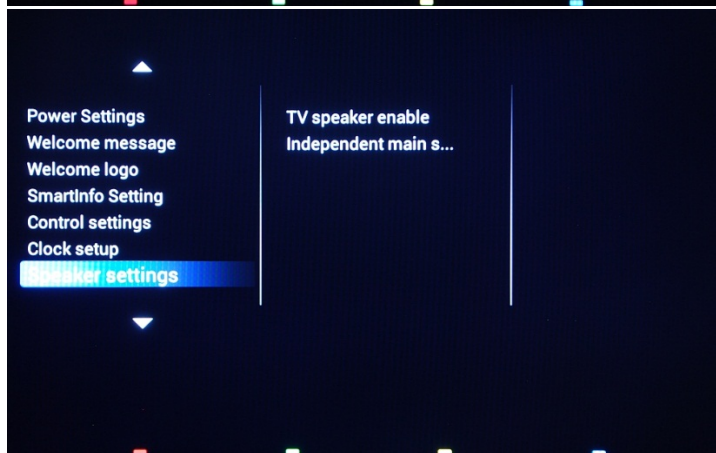 Power Settings
Welcome message
Welcome logo
SmartInfo Setting
Control settings
Clock setup
Speaker settings
TV speaker enable
Independent main s...